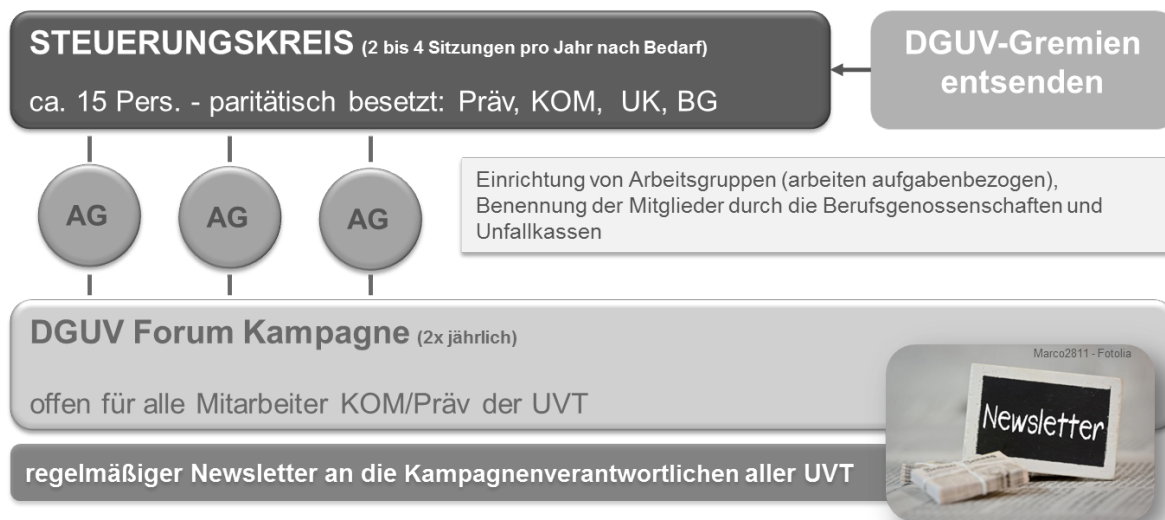 STEUERUNGSKREIS (2 bis 4 Sitzungen pro Jahr nach Bedarf)
ca. 15 Pers. - paritätisch besetzt: Präv, KOM, UK, BG
DGUV-Gremien
entsenden
AG
AG
AG
Einrichtung von Arbeitsgruppen (arbeiten aufgabenbezogen),
Benennung der Mitglieder durch die Berufsgenossenschaften und
Unfallkassen
DGUV Forum Kampagne (2x jährlich)
offen für alle Mitarbeiter KOM/Präv der UVT
Marco2811 - Fotolia
Newsletter
regelmäßiger Newsletter an die Kampagnenverantwortlichen aller UVT